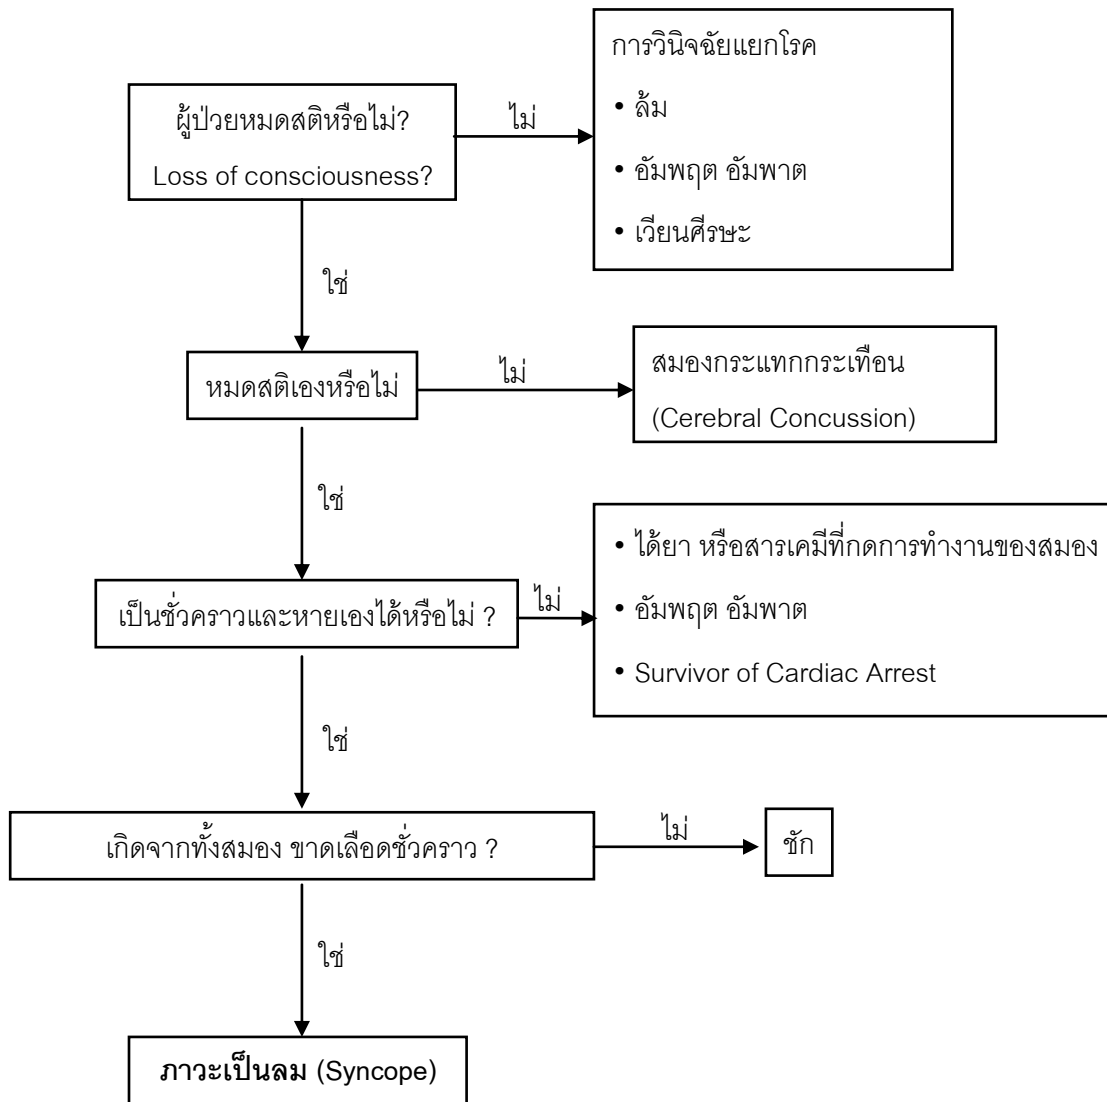 การวินิจฉัยแยกโรค
• ล้ม
• อัมพฤต อัมพาต
• เวียนศีรษะ
ผู้ป่วยหมดสติหรือไม่?
Loss of consciousness?
ไม่
ใช่
หมดสติเองหรือไม่
ไม่
สมองกระแทกกระเทือน
(Cerebral Concussion)
ใช่
• ได้ยา หรือสารเคมีที่กดการทำงานของสมอง
• อัมพฤต อัมพาต
• Survivor of Cardiac Arrest
เป็นชั่วคราวและหายเองได้หรือไม่ ?
ไม่
ใช่
เกิดจากทั้งสมอง ขาดเลือดชั่วคราว ?
ไม่
ชัก
ใช่
ภาวะเป็นลม (Syncope)